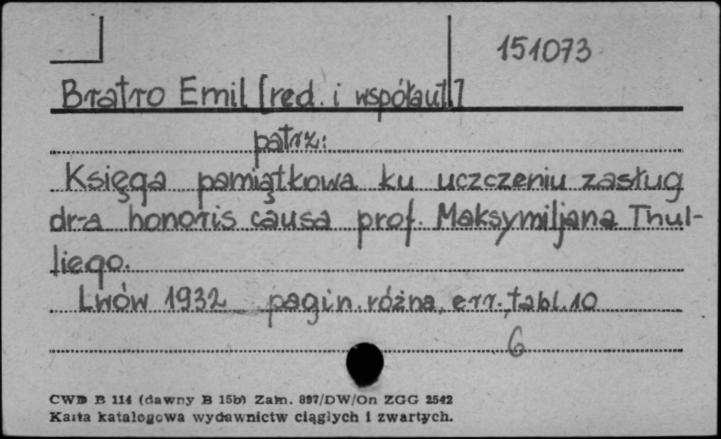 151073
Bratro Emil [red. i współaut.]
patrz:
Księga pamiątkowa ku uczczeniu zasług
dr-a honoris causa prof. Maksymiljana Thul-
liego.
Lwów 1932 pagin. różna, err., tabl. 10
6
CWD B 114 (dawny B 15b) Zam. 897/DW/On ZGG 2542
Karta katalogowa wydawnictw ciągłych i zwartych.